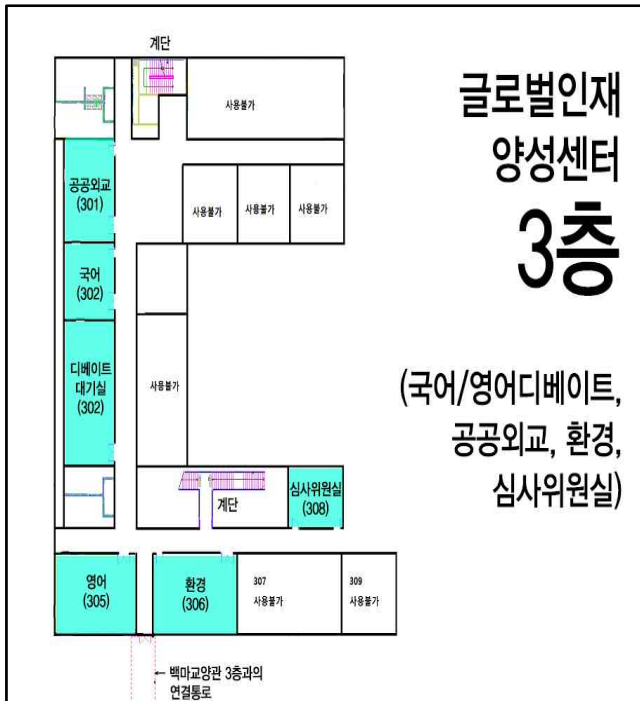 계단
글로벌인재
양성센터
3층
(국어/영어디베이트,
공공외교, 환경,
심사위원실)
사용불가
공공외교
(301)
사용불가
사용불가
사용불가
국어
(302)
디베이트
대기실
(302)
사용불가
계단
심사위원실
(308)
영어
(305)
환경
(306)
307
사용불가
309
사용불가
← 백마교양관 3층과의
연결통로